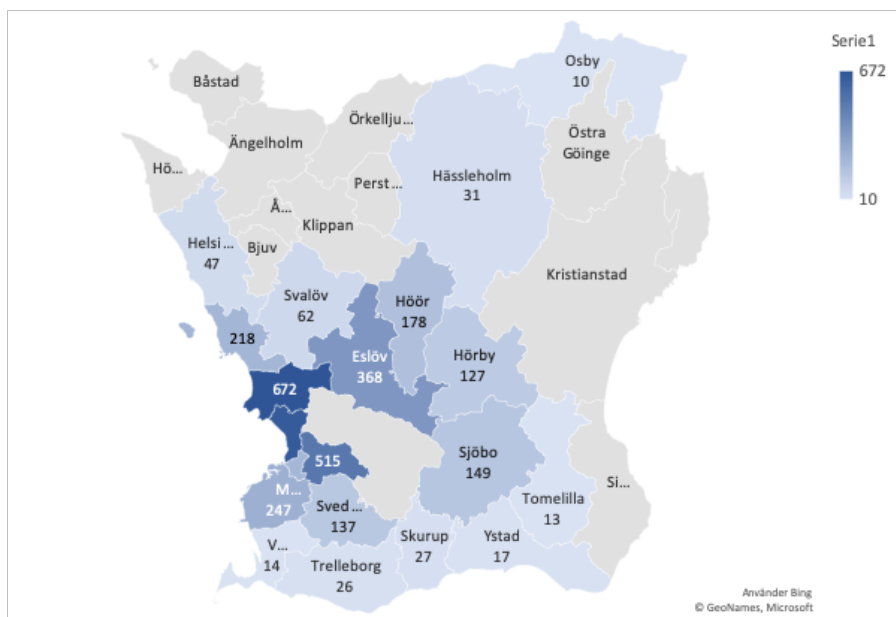 Serie1
672
10
Osby
10
Båstad
Örkellju ...
Östra
Göinge
Ängelholm
Hö ...
Perst ...
Hässleholm
31
Å ...
Klippan
Helsi ...
47
Bjuv
Kristianstad
Svalöv
62
Höör
178
218
Eslöv
368
Hörby
127
672
515
Sjöbo
149
M ...
247
Sved ...
137
Tomelilla
13
Si ...
Skurup
27
Ystad
17
V ...
14
Trelleborg
26
Använder Bing
© GeoNames, Microsoft